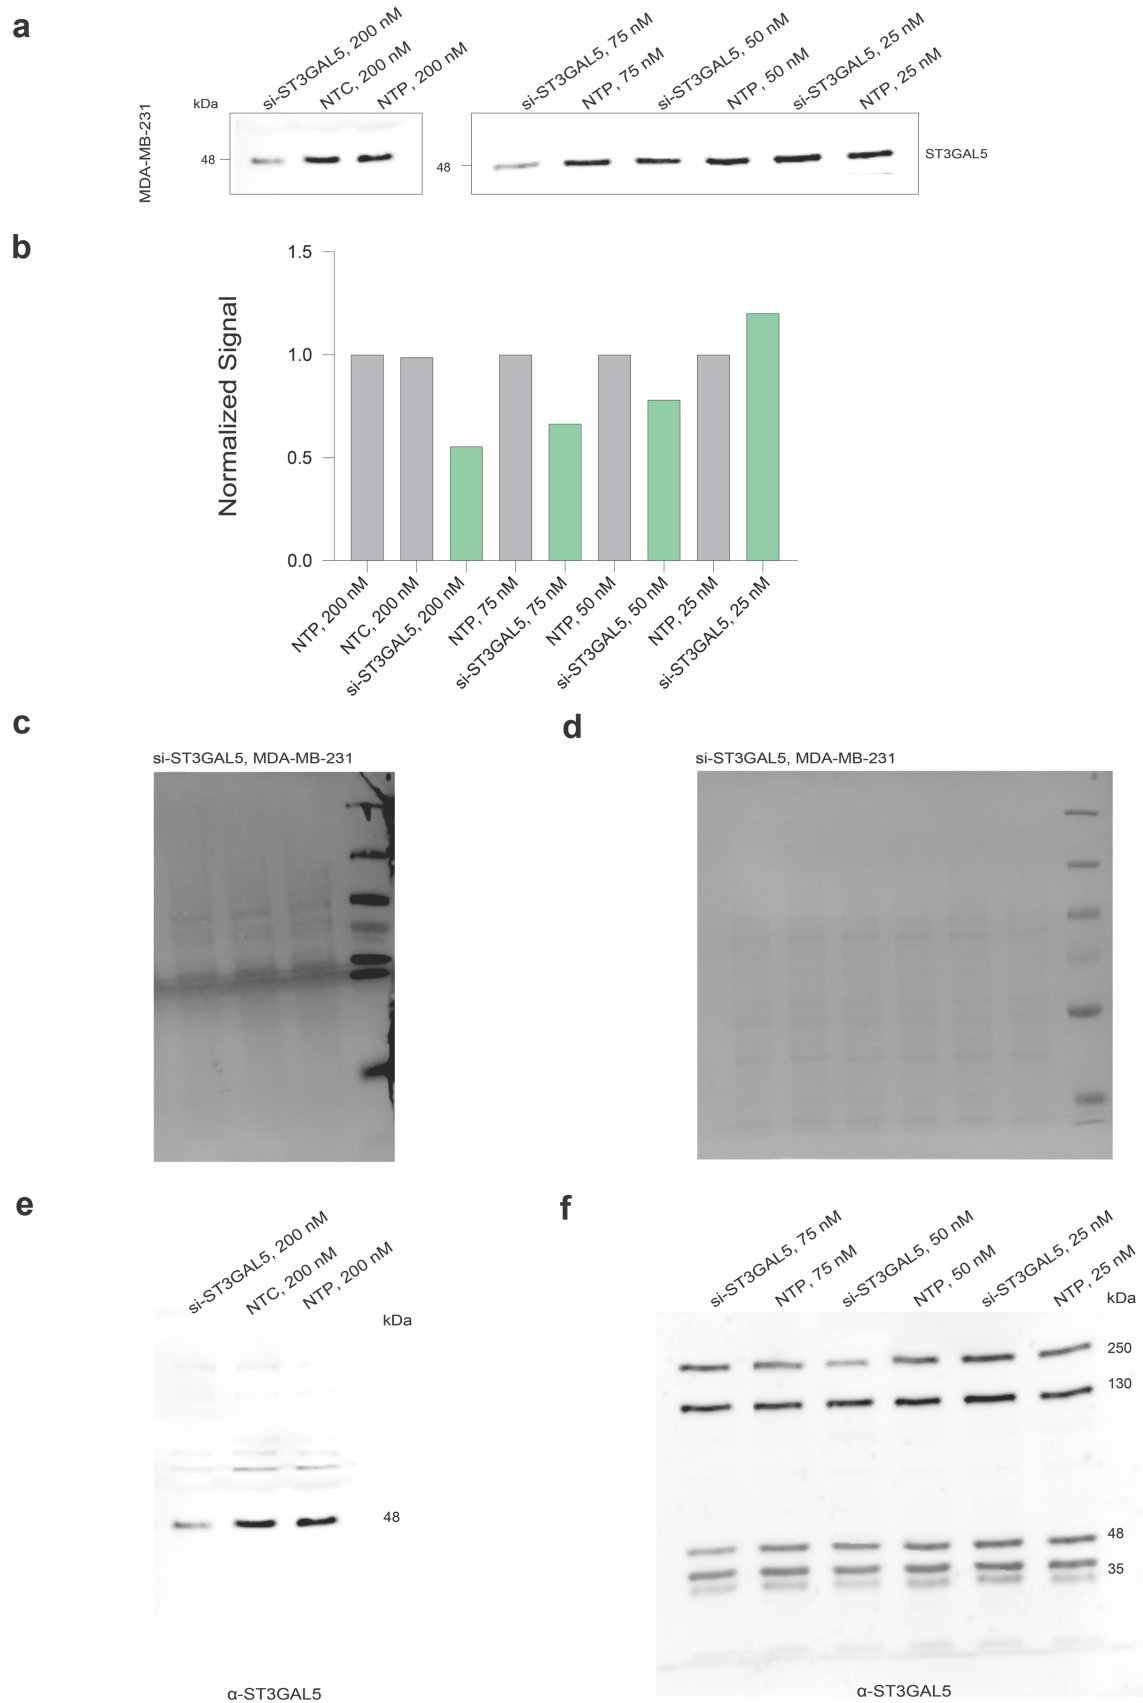 a
si-ST3GAL5, 200 nM
NTC, 200 nM
NTP, 200 nM
si-ST3GAL5, 75 nM
NTP, 75 nM
si-ST3GAL5, 50 nM
NTP, 50 nM
si-ST3GAL5, 25 nM
NTP, 25 nM
kDa
MDA-MB-231
48
48
ST3GAL5
b
Normalized Signal
1.5
1.0
0.5
0.0
NTP, 200 nM
NTC, 200 nM
si-ST3GAL5, 200 nM
NTP, 75 nM
si-ST3GAL5, 75 nM
NTP, 50 nM
si-ST3GAL5, 50 nM
NTP, 25 nM
si-ST3GAL5, 25 nM
c
si-ST3GAL5, MDA-MB-231
d
si-ST3GAL5, MDA-MB-231
e
si-ST3GAL5, 200 nM
NTC, 200 nM
NTP, 200 nM
kDa
48
α-ST3GAL5
f
si-ST3GAL5, 75 nM
NTP, 75 nM
si-ST3GAL5, 50 nM
NTP, 50 nM
si-ST3GAL5, 25 nM
NTP, 25 nM
kDa
250
130
48
35
α-ST3GAL5